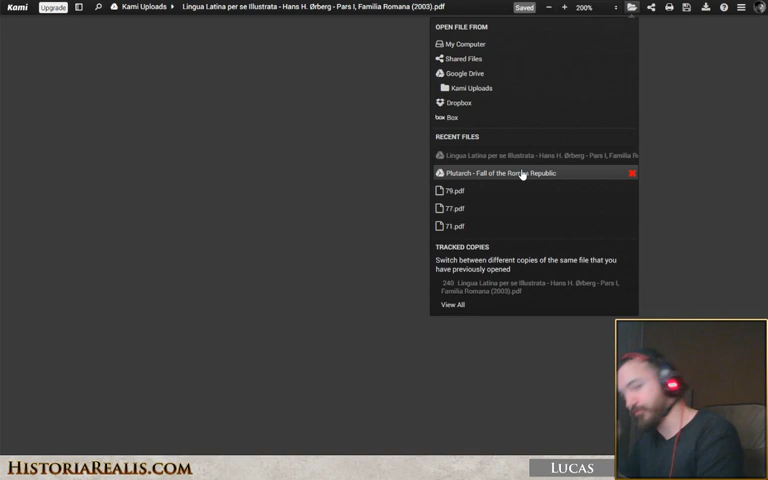 Kami Upgrade Kami Uploads Lingua Latina per se Illustrata - Hans H. Ørberg - Pars I, Familia Romana (2003).pdf Saved 200%
OPEN FILE FROM
My Computer
Shared Files
Google Drive
Kami Uploads
Dropbox
box Box
RECENT FILES
Lingua Latina per se Illustrata - Hans H. Ørberg - Pars I, Familia R
Plutarch - Fall of the Roman Republic
79.pdf
77.pdf
71.pdf
TRACKED COPIES
Switch between different copies of the same file that you
have previously opened
240 Lingua Latina per se Illustrata - Hans H. Ørberg - Pars I,
Familia Romana (2003).pdf
View All
HISTORIAREALIS.COM
LUCAS